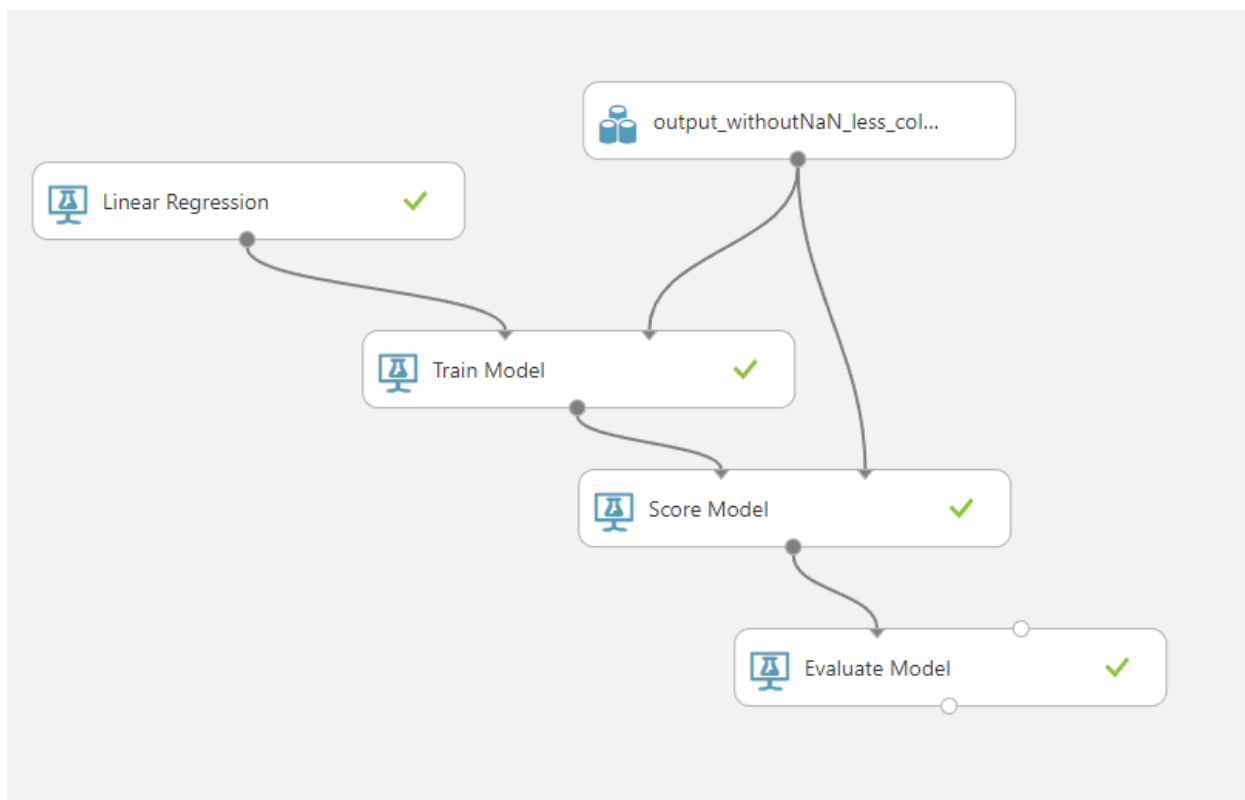 output_withoutNaN_less_col...
Linear Regression
Train Model
Score Model
Evaluate Model